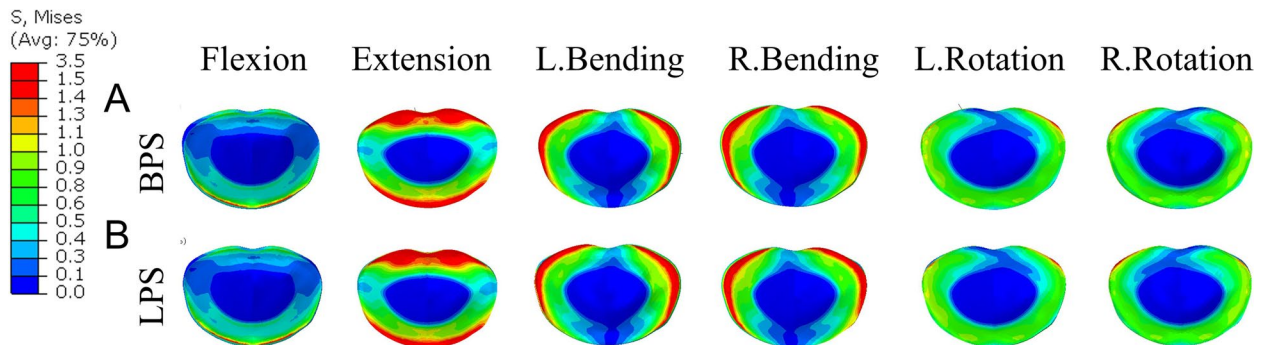 S, Mises
(Avg: 75%)
3.5
1.5
1.4
1.3
1.1
1.0
0.9
0.8
0.6
0.5
0.4
0.3
0.1
0.0
Flexion Extension L.Bending R.Bending L.Rotation R.Rotation
A
BPS
B
LPS